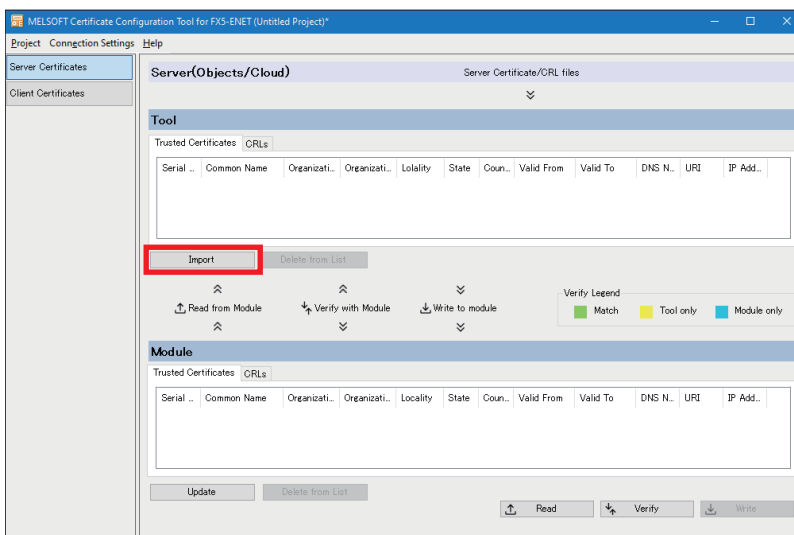 MELSOFT Certificate Configuration Tool for FX5-ENET (Untitled Project)*
Project Connection Settings Help
Server Certificates
Client Certificates
Server(Objects/Cloud) Server Certificate/CRL files
Tool
Trusted Certificates CRLs
Serial .. Common Name Organizati.. Organizati.. Lolality State Coun.. Valid From Valid To DNS N.. URI IP Add..
Import Delete from List
Read from Module Verify with Module Write to module
Verify Legend
Match Tool only Module only
Module
Trusted Certificates CRLs
Serial .. Common Name Organizati.. Organizati.. Locality State Coun.. Valid From Valid To DNS N.. URI IP Add..
Update Delete from List
Read Verify Write